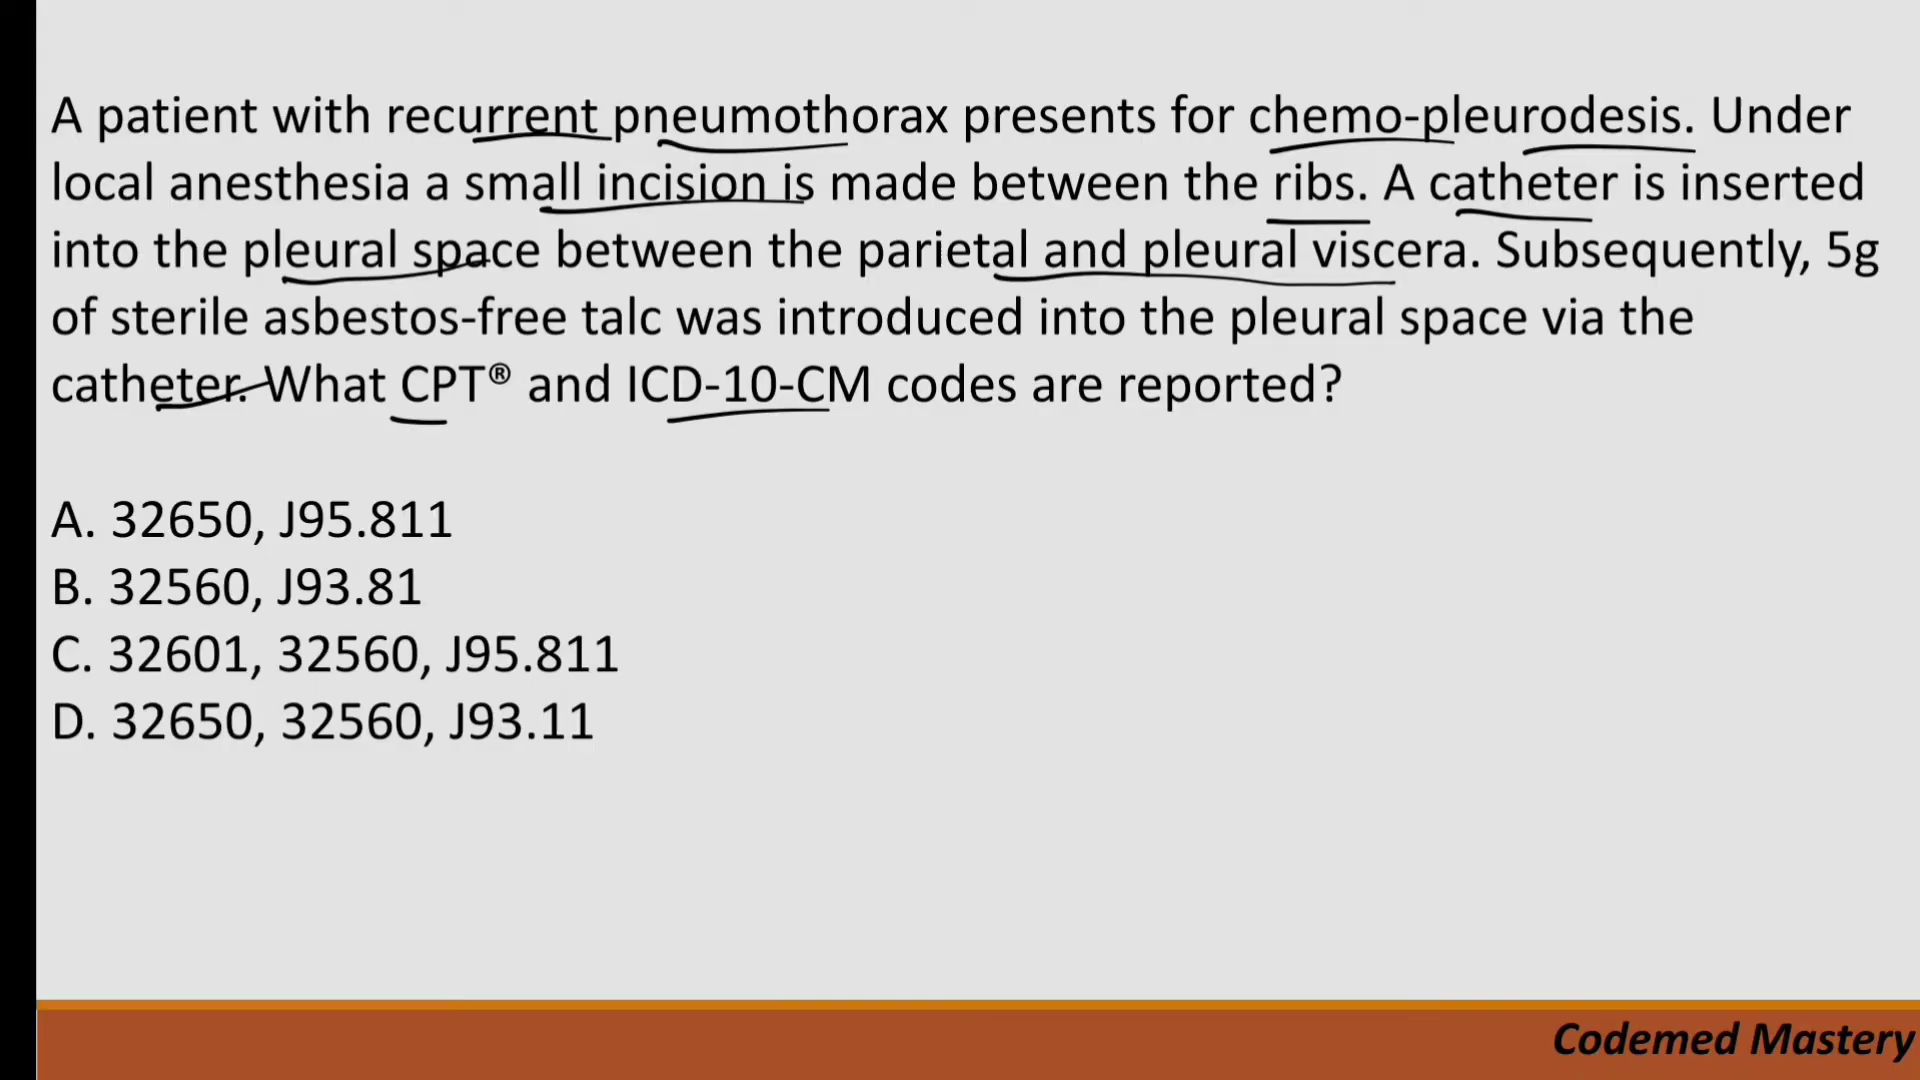 A patient with recurrent pneumothorax presents for chemo-pleurodesis. Under
local anesthesia a small incision is made between the ribs. A catheter is inserted
into the pleural space between the parietal and pleural viscera. Subsequently, 5g
of sterile asbestos-free talc was introduced into the pleural space via the
catheter. What CPT® and ICD-10-CM codes are reported?
A. 32650, J95.811
B. 32560, J93.81
C. 32601, 32560, J95.811
D. 32650, 32560, J93.11
Codemed Mastery